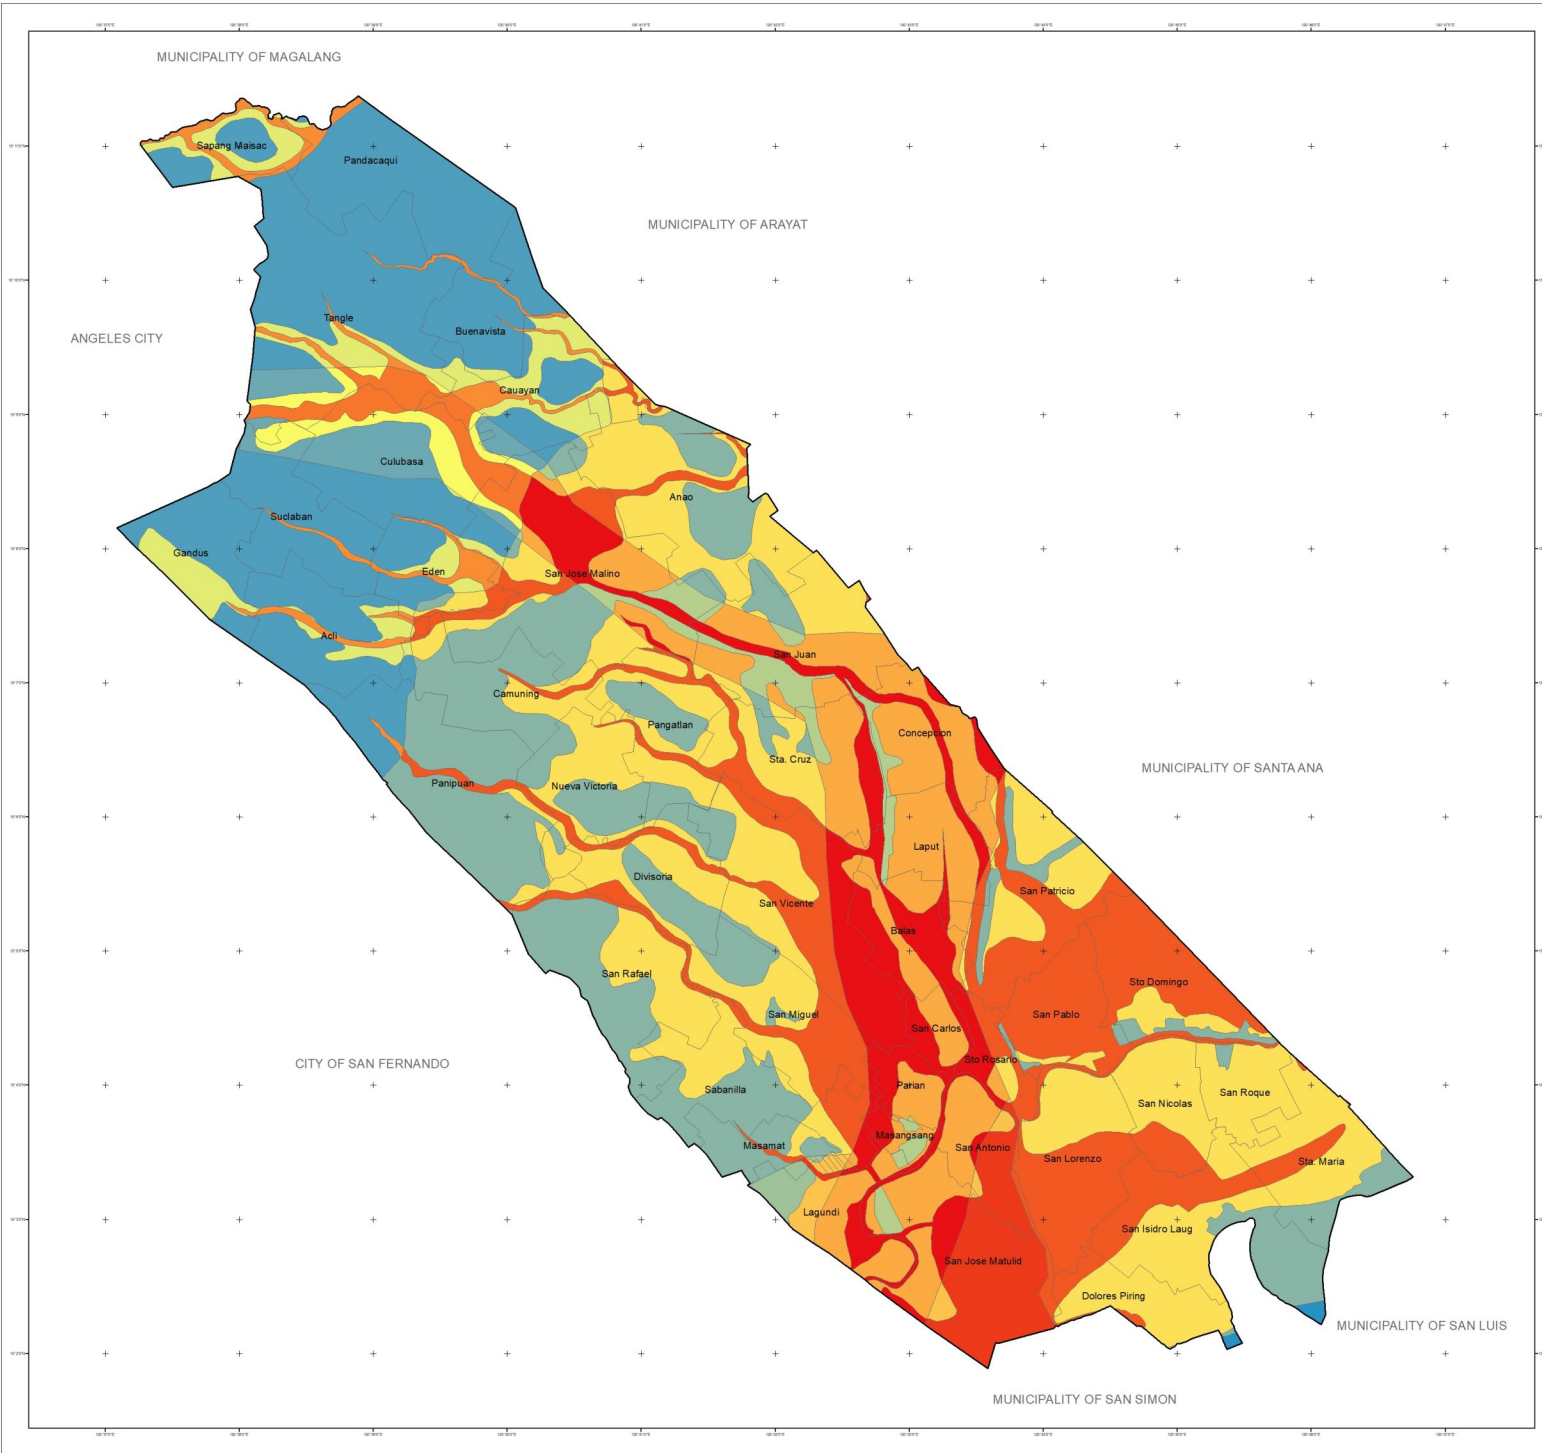 MUNICIPALITY OF MAGALANG
Sapang Maisac
Pandacaqui
MUNICIPALITY OF ARAYAT
Tangle
Buenavista
ANGELES CITY
Cauayan
Culubasa
Anao
Suclaban
Gandus
Eden
San Jose Malino
Acli
San Juan
Camuning
Pangatlan
Concepcion
Sta. Cruz
MUNICIPALITY OF SANTA ANA
Panipuan
Nueva Victoria
Laput
Divisoria
San Patricio
San Vicente
Balas
San Rafael
Sto Domingo
San Miguel
San Pablo
San Carlos
CITY OF SAN FERNANDO
Sto Rosario
Sabanilla
Parian
San Roque
San Nicolas
Masangsang
Masamat
San Antonio
San Lorenzo
Sta. Maria
Lagundi
San Isidro Laug
San Jose Matulid
Dolores Piring
MUNICIPALITY OF SAN LUIS
MUNICIPALITY OF SAN SIMON